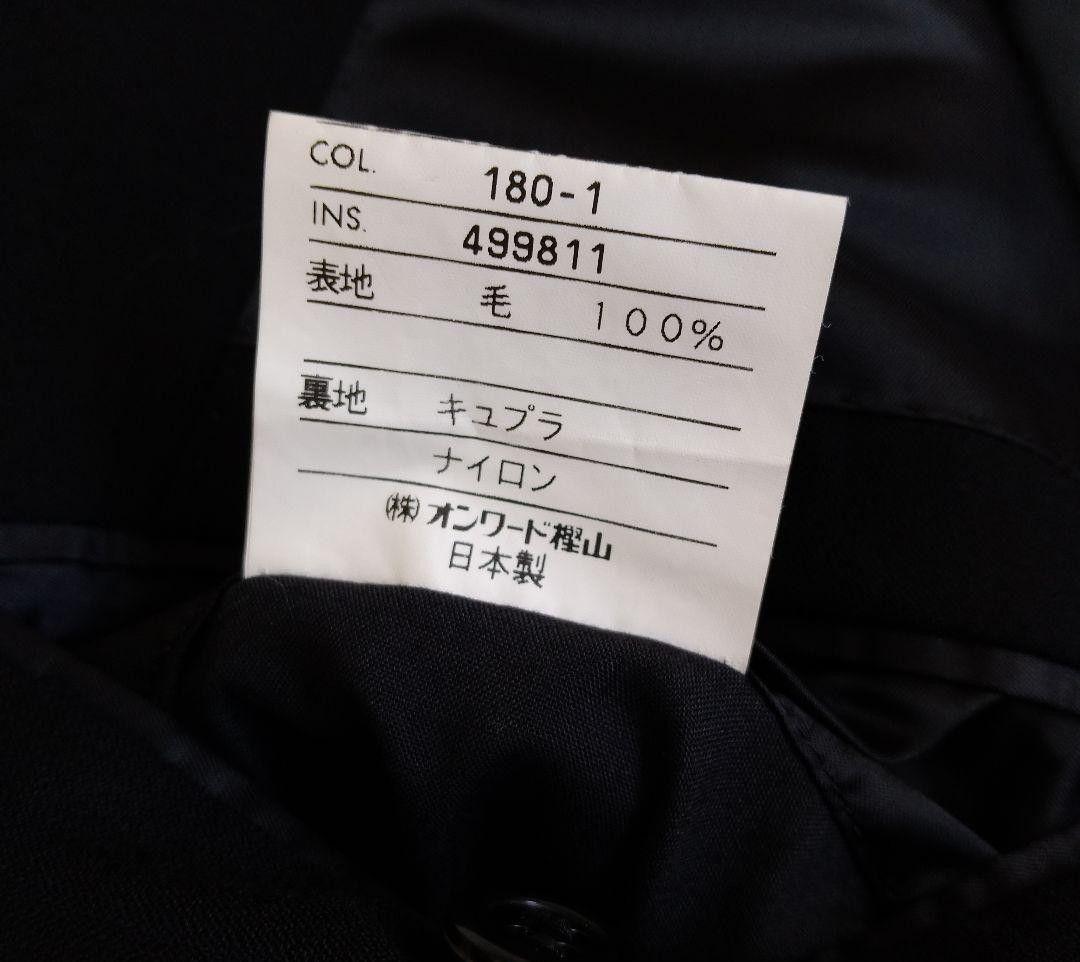 COL. 180-1
INS. 499811
表地 毛 100%
裏地 キュプラ
ナイロン
(株)オンワード樫山
日本製